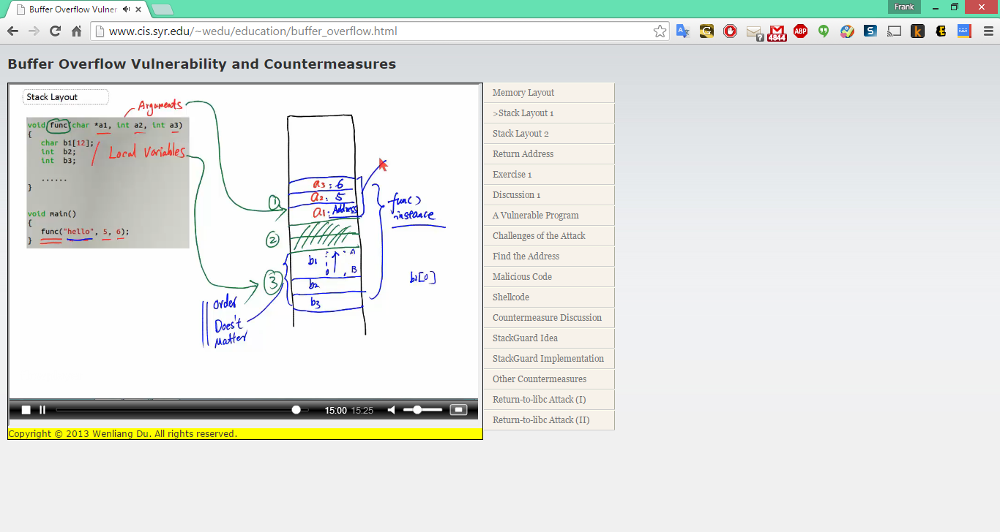 Buffer Overflow Vulner
Frank
www.cis.syr.edu/~wedu/education/buffer_overflow.html
4844
ABP
Buffer Overflow Vulnerability and Countermeasures
Stack Layout
Arguments
void func(char *a1, int a2, int a3)
{
char b1[12];
int b2;
int b3;
Local Variables
......
}
void main()
{
func("hello", 5, 6);
}
a3: 6
a2: 5
a1: Address
1
2
3
b1
A
0
B
b2
b3
func()
instance
b1[0]
order
Does't
Matter
15:00 15:25
Copyright © 2013 Wenliang Du. All rights reserved.
Memory Layout
>Stack Layout 1
Stack Layout 2
Return Address
Exercise 1
Discussion 1
A Vulnerable Program
Challenges of the Attack
Find the Address
Malicious Code
Shellcode
Countermeasure Discussion
StackGuard Idea
StackGuard Implementation
Other Countermeasures
Return-to-libc Attack (I)
Return-to-libc Attack (II)